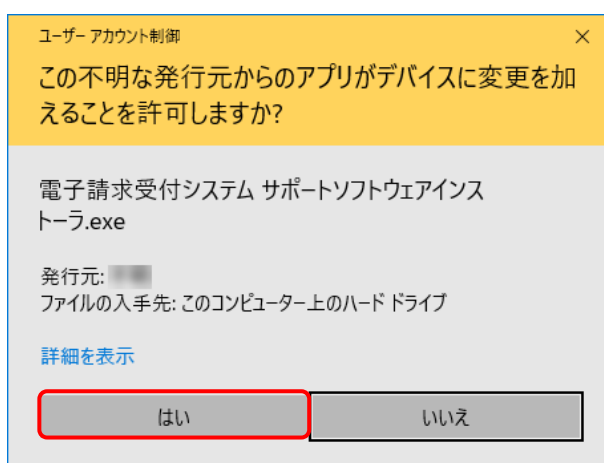 ユーザー アカウント制御
この不明な発行元からのアプリがデバイスに変更を加
えることを許可しますか?
電子請求受付システム サポートソフトウェアインス
トーラ.exe
発行元:
ファイルの入手先: このコンピューター上のハード ドライブ
詳細を表示
はい
いいえ